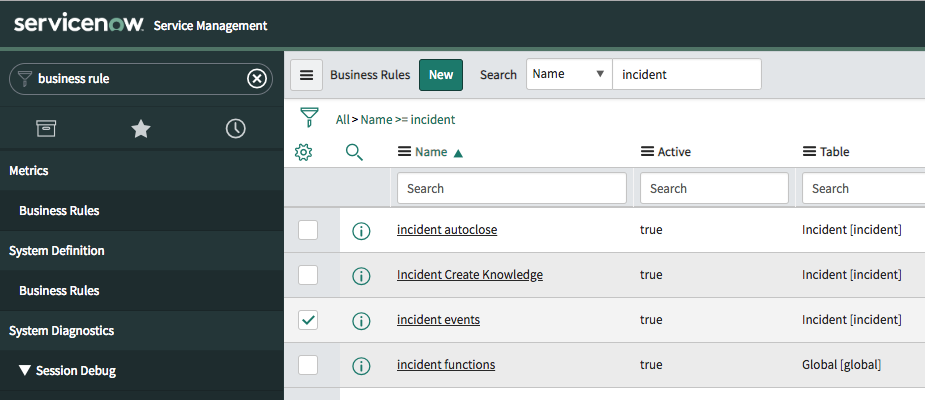 servicenow Service Management
business rule
Business Rules New Search Name incident
All > Name >= incident
Name Active Table
Search Search Search
Metrics
Business Rules
System Definition
Business Rules
System Diagnostics
Session Debug
incident autoclose true Incident [incident]
Incident Create Knowledge true Incident [incident]
incident events true Incident [incident]
incident functions true Global [global]